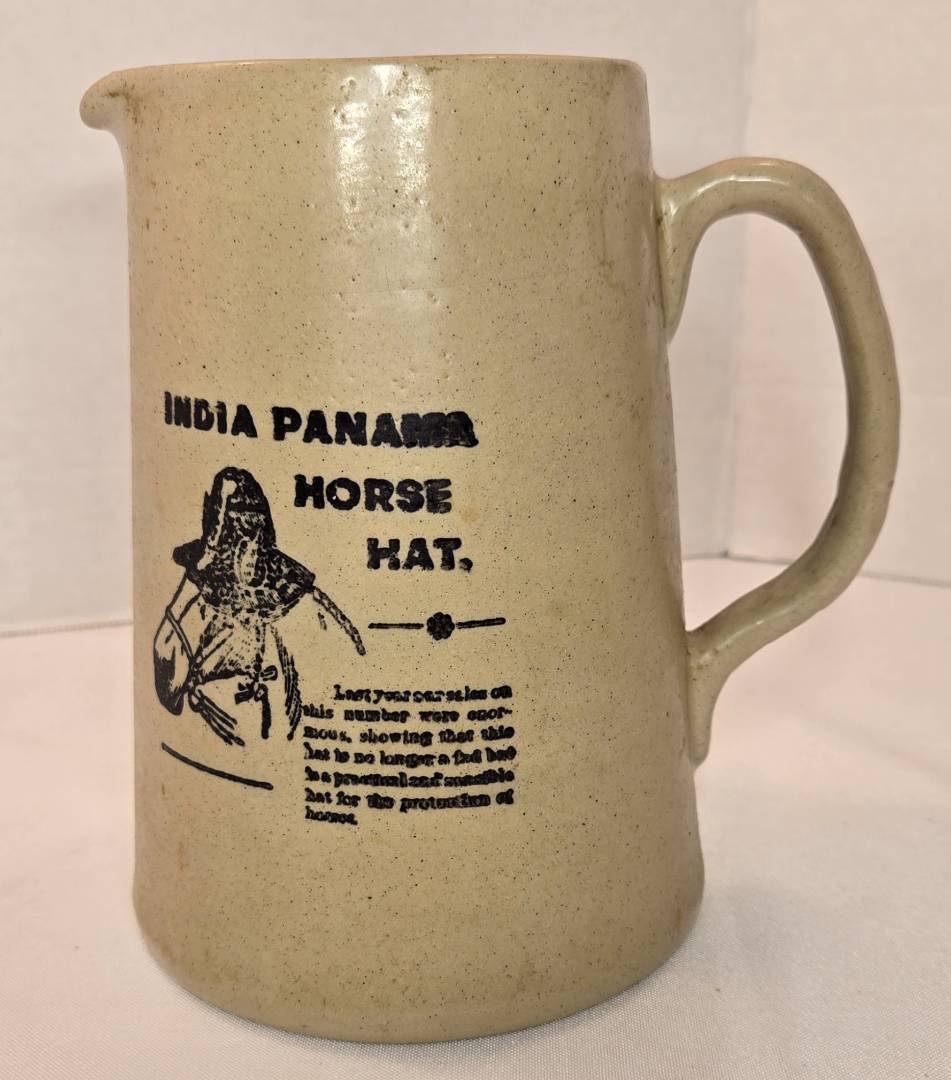 INDIA PANAMA
HORSE
HAT.
Last year our sales on
this number were enor-
mous, showing that this
hat is no longer a fad but
is a practical and sensible
hat for the protection of
horses.